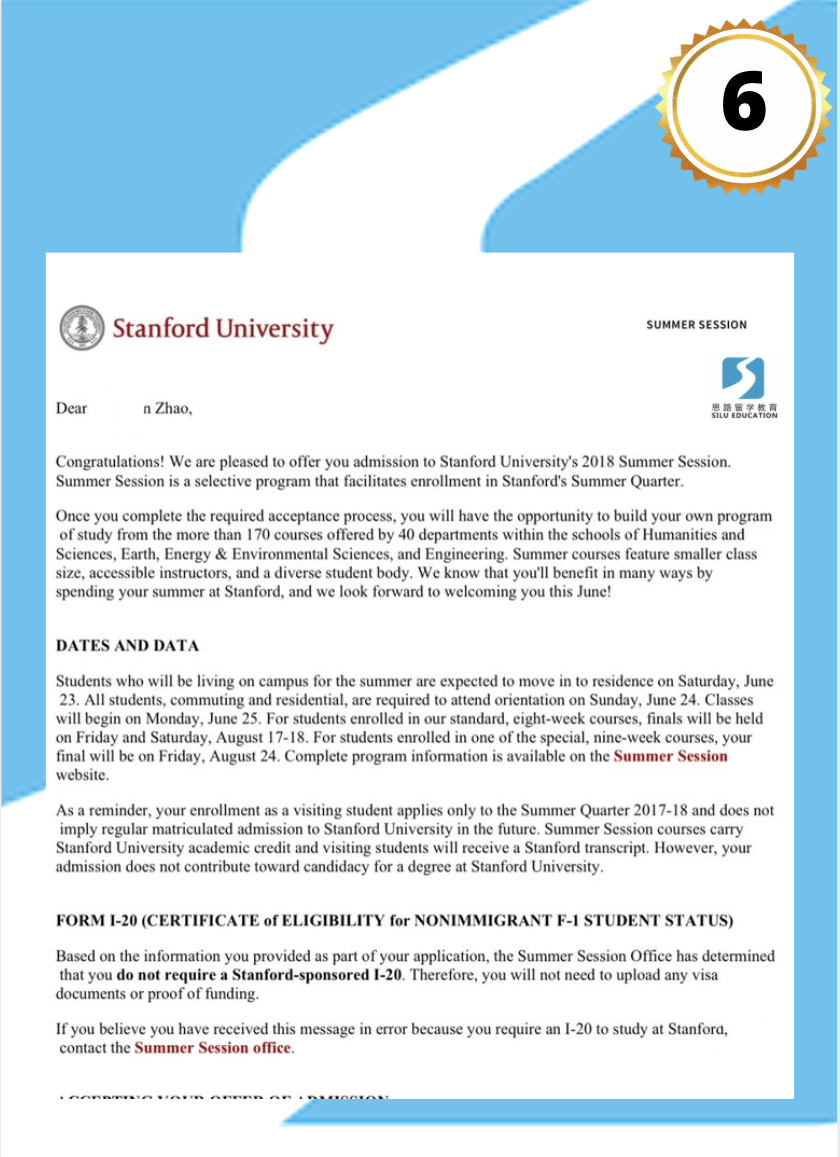 6
Stanford University
SUMMER SESSION
思路留学教育
SILU EDUCATION
Dear n Zhao,
Congratulations! We are pleased to offer you admission to Stanford University's 2018 Summer Session.
Summer Session is a selective program that facilitates enrollment in Stanford's Summer Quarter.
Once you complete the required acceptance process, you will have the opportunity to build your own program
of study from the more than 170 courses offered by 40 departments within the schools of Humanities and
Sciences, Earth, Energy & Environmental Sciences, and Engineering. Summer courses feature smaller class
size, accessible instructors, and a diverse student body. We know that you'll benefit in many ways by
spending your summer at Stanford, and we look forward to welcoming you this June!
DATES AND DATA
Students who will be living on campus for the summer are expected to move in to residence on Saturday, June
23. All students, commuting and residential, are required to attend orientation on Sunday, June 24. Classes
will begin on Monday, June 25. For students enrolled in our standard, eight-week courses, finals will be held
on Friday and Saturday, August 17-18. For students enrolled in one of the special, nine-week courses, your
final will be on Friday, August 24. Complete program information is available on the Summer Session
website.
As a reminder, your enrollment as a visiting student applies only to the Summer Quarter 2017-18 and does not
imply regular matriculated admission to Stanford University in the future. Summer Session courses carry
Stanford University academic credit and visiting students will receive a Stanford transcript. However, your
admission does not contribute toward candidacy for a degree at Stanford University.
FORM I-20 (CERTIFICATE of ELIGIBILITY for NONIMMIGRANT F-1 STUDENT STATUS)
Based on the information you provided as part of your application, the Summer Session Office has determined
that you do not require a Stanford-sponsored I-20. Therefore, you will not need to upload any visa
documents or proof of funding.
If you believe you have received this message in error because you require an I-20 to study at Stanford,
contact the Summer Session office.
ACCEPTING YOUR OFFER OF ADMISSION